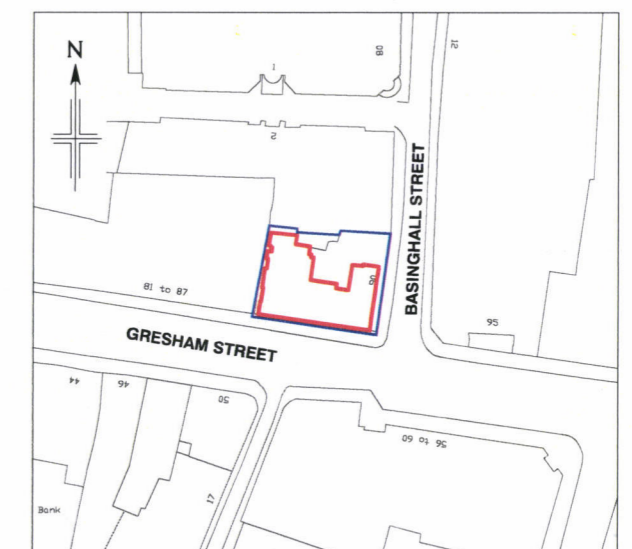 N
1
80
12
2
BASINGHALL STREET
90
81 to 87
95
GRESHAM STREET
44
46
50
56 to 60
17
Bank